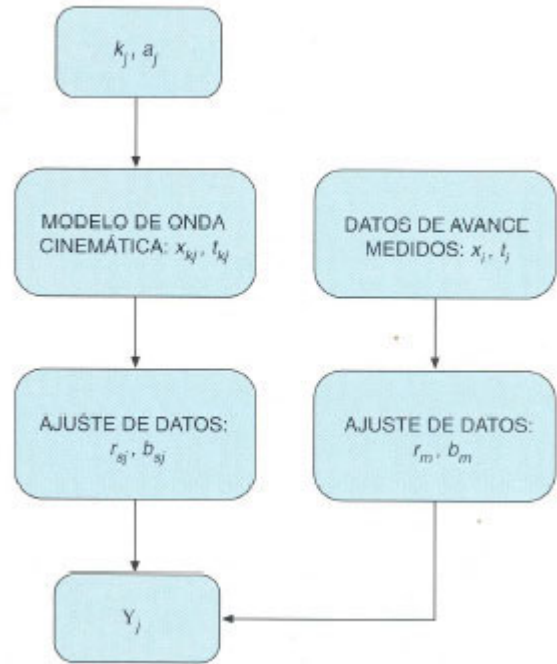 k_j, a_j
MODELO DE ONDA
CINEMÁTICA: x_kj, t_kj
DATOS DE AVANCE
MEDIDOS: x_i, t_i
AJUSTE DE DATOS:
r_sj, b_sj
AJUSTE DE DATOS:
r_m, b_m
Y_j